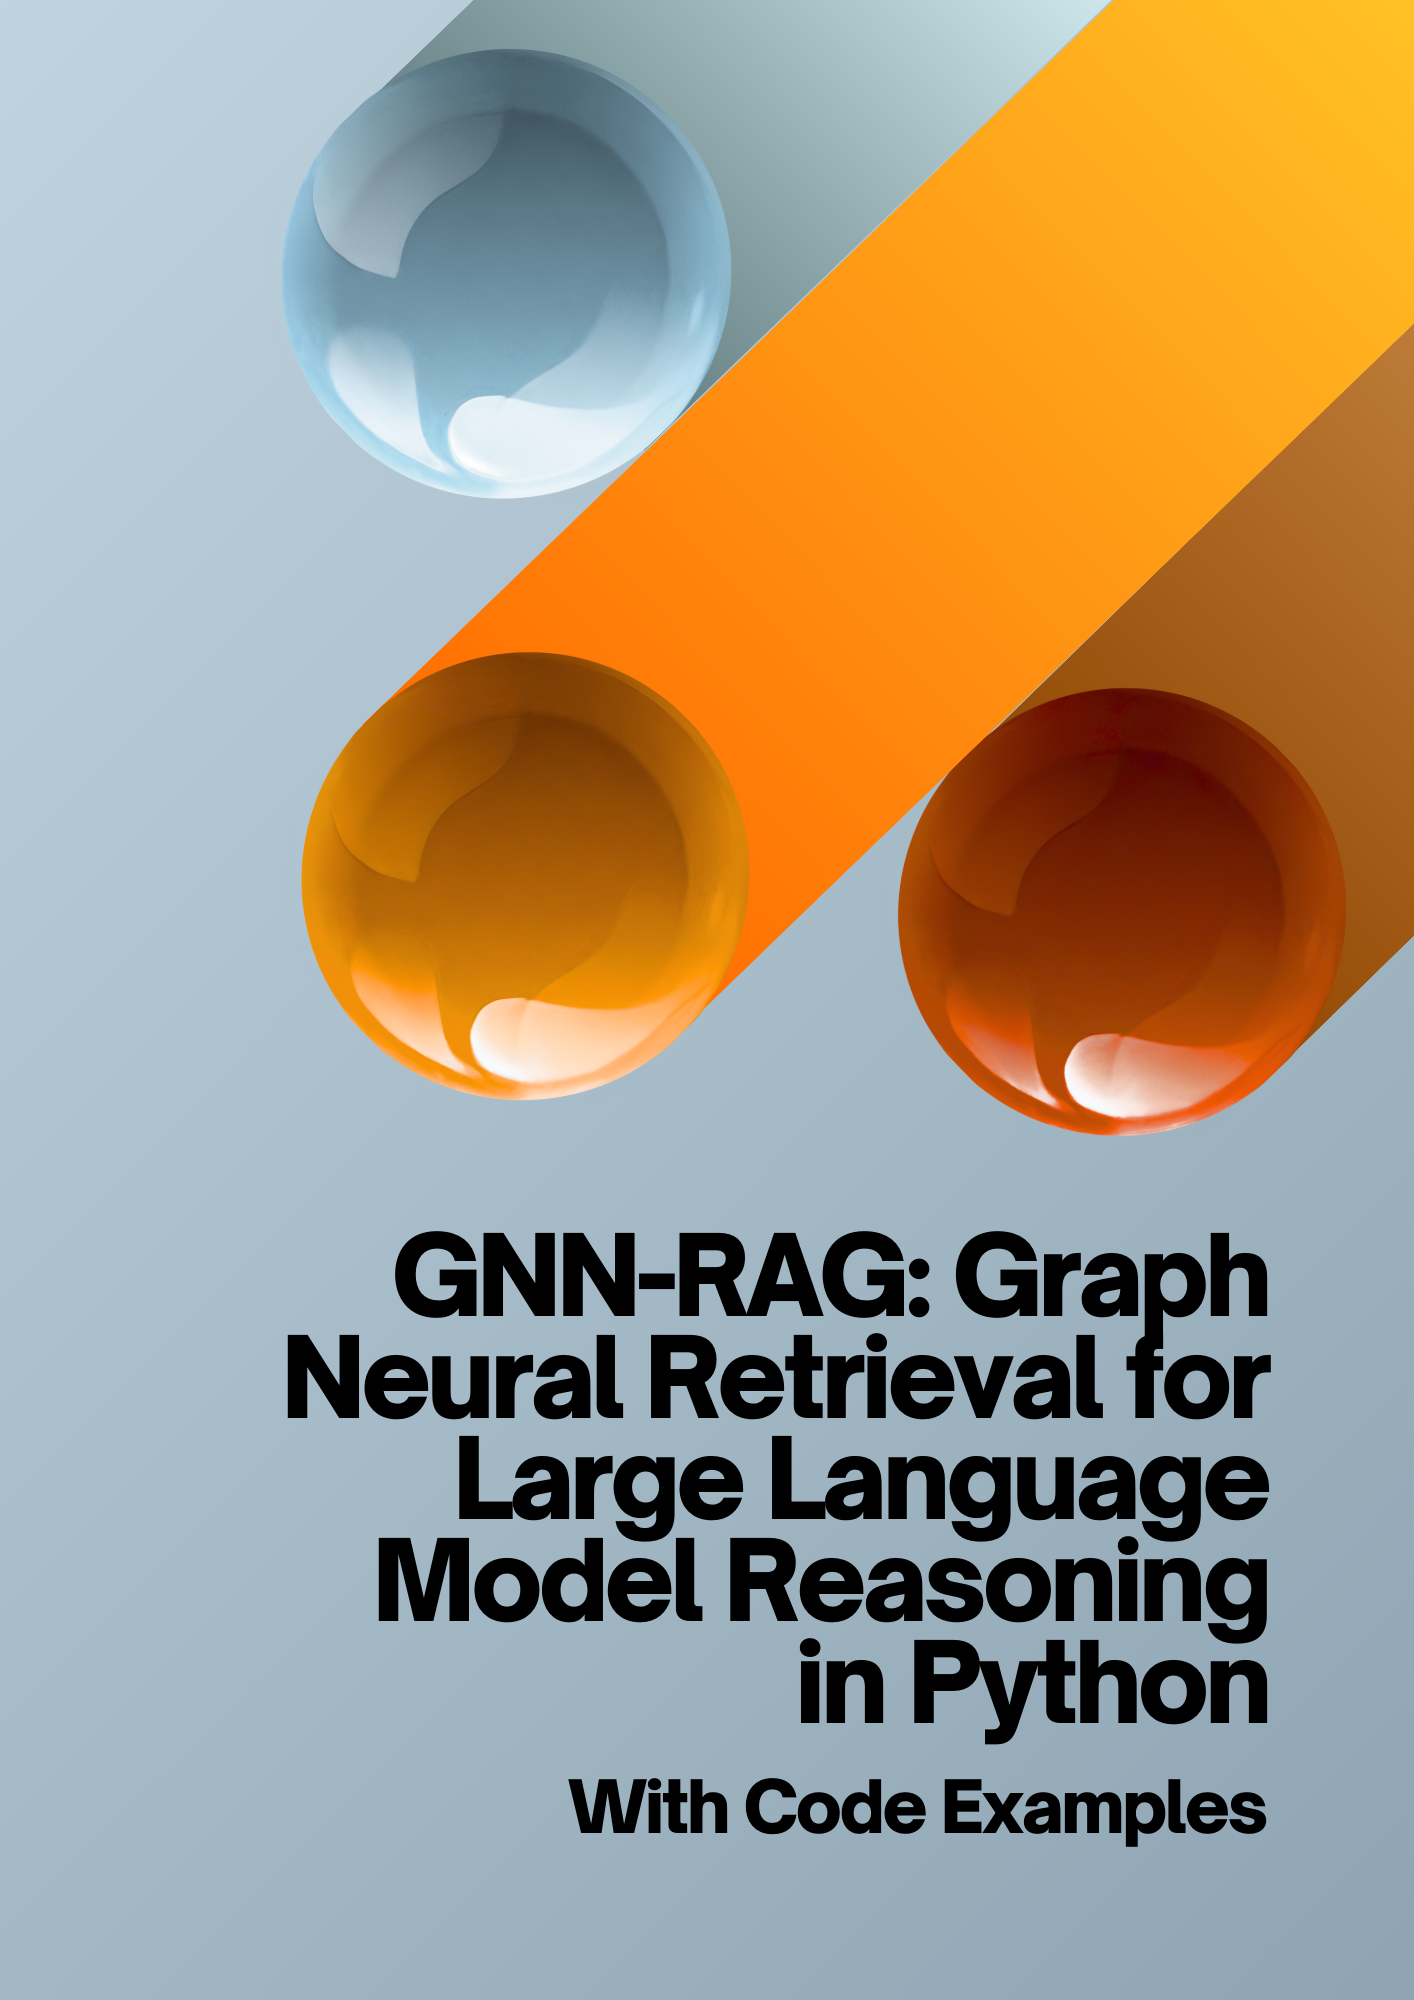 GNN-RAG: Graph
Neural Retrieval for
Large Language
Model Reasoning
in Python
With Code Examples